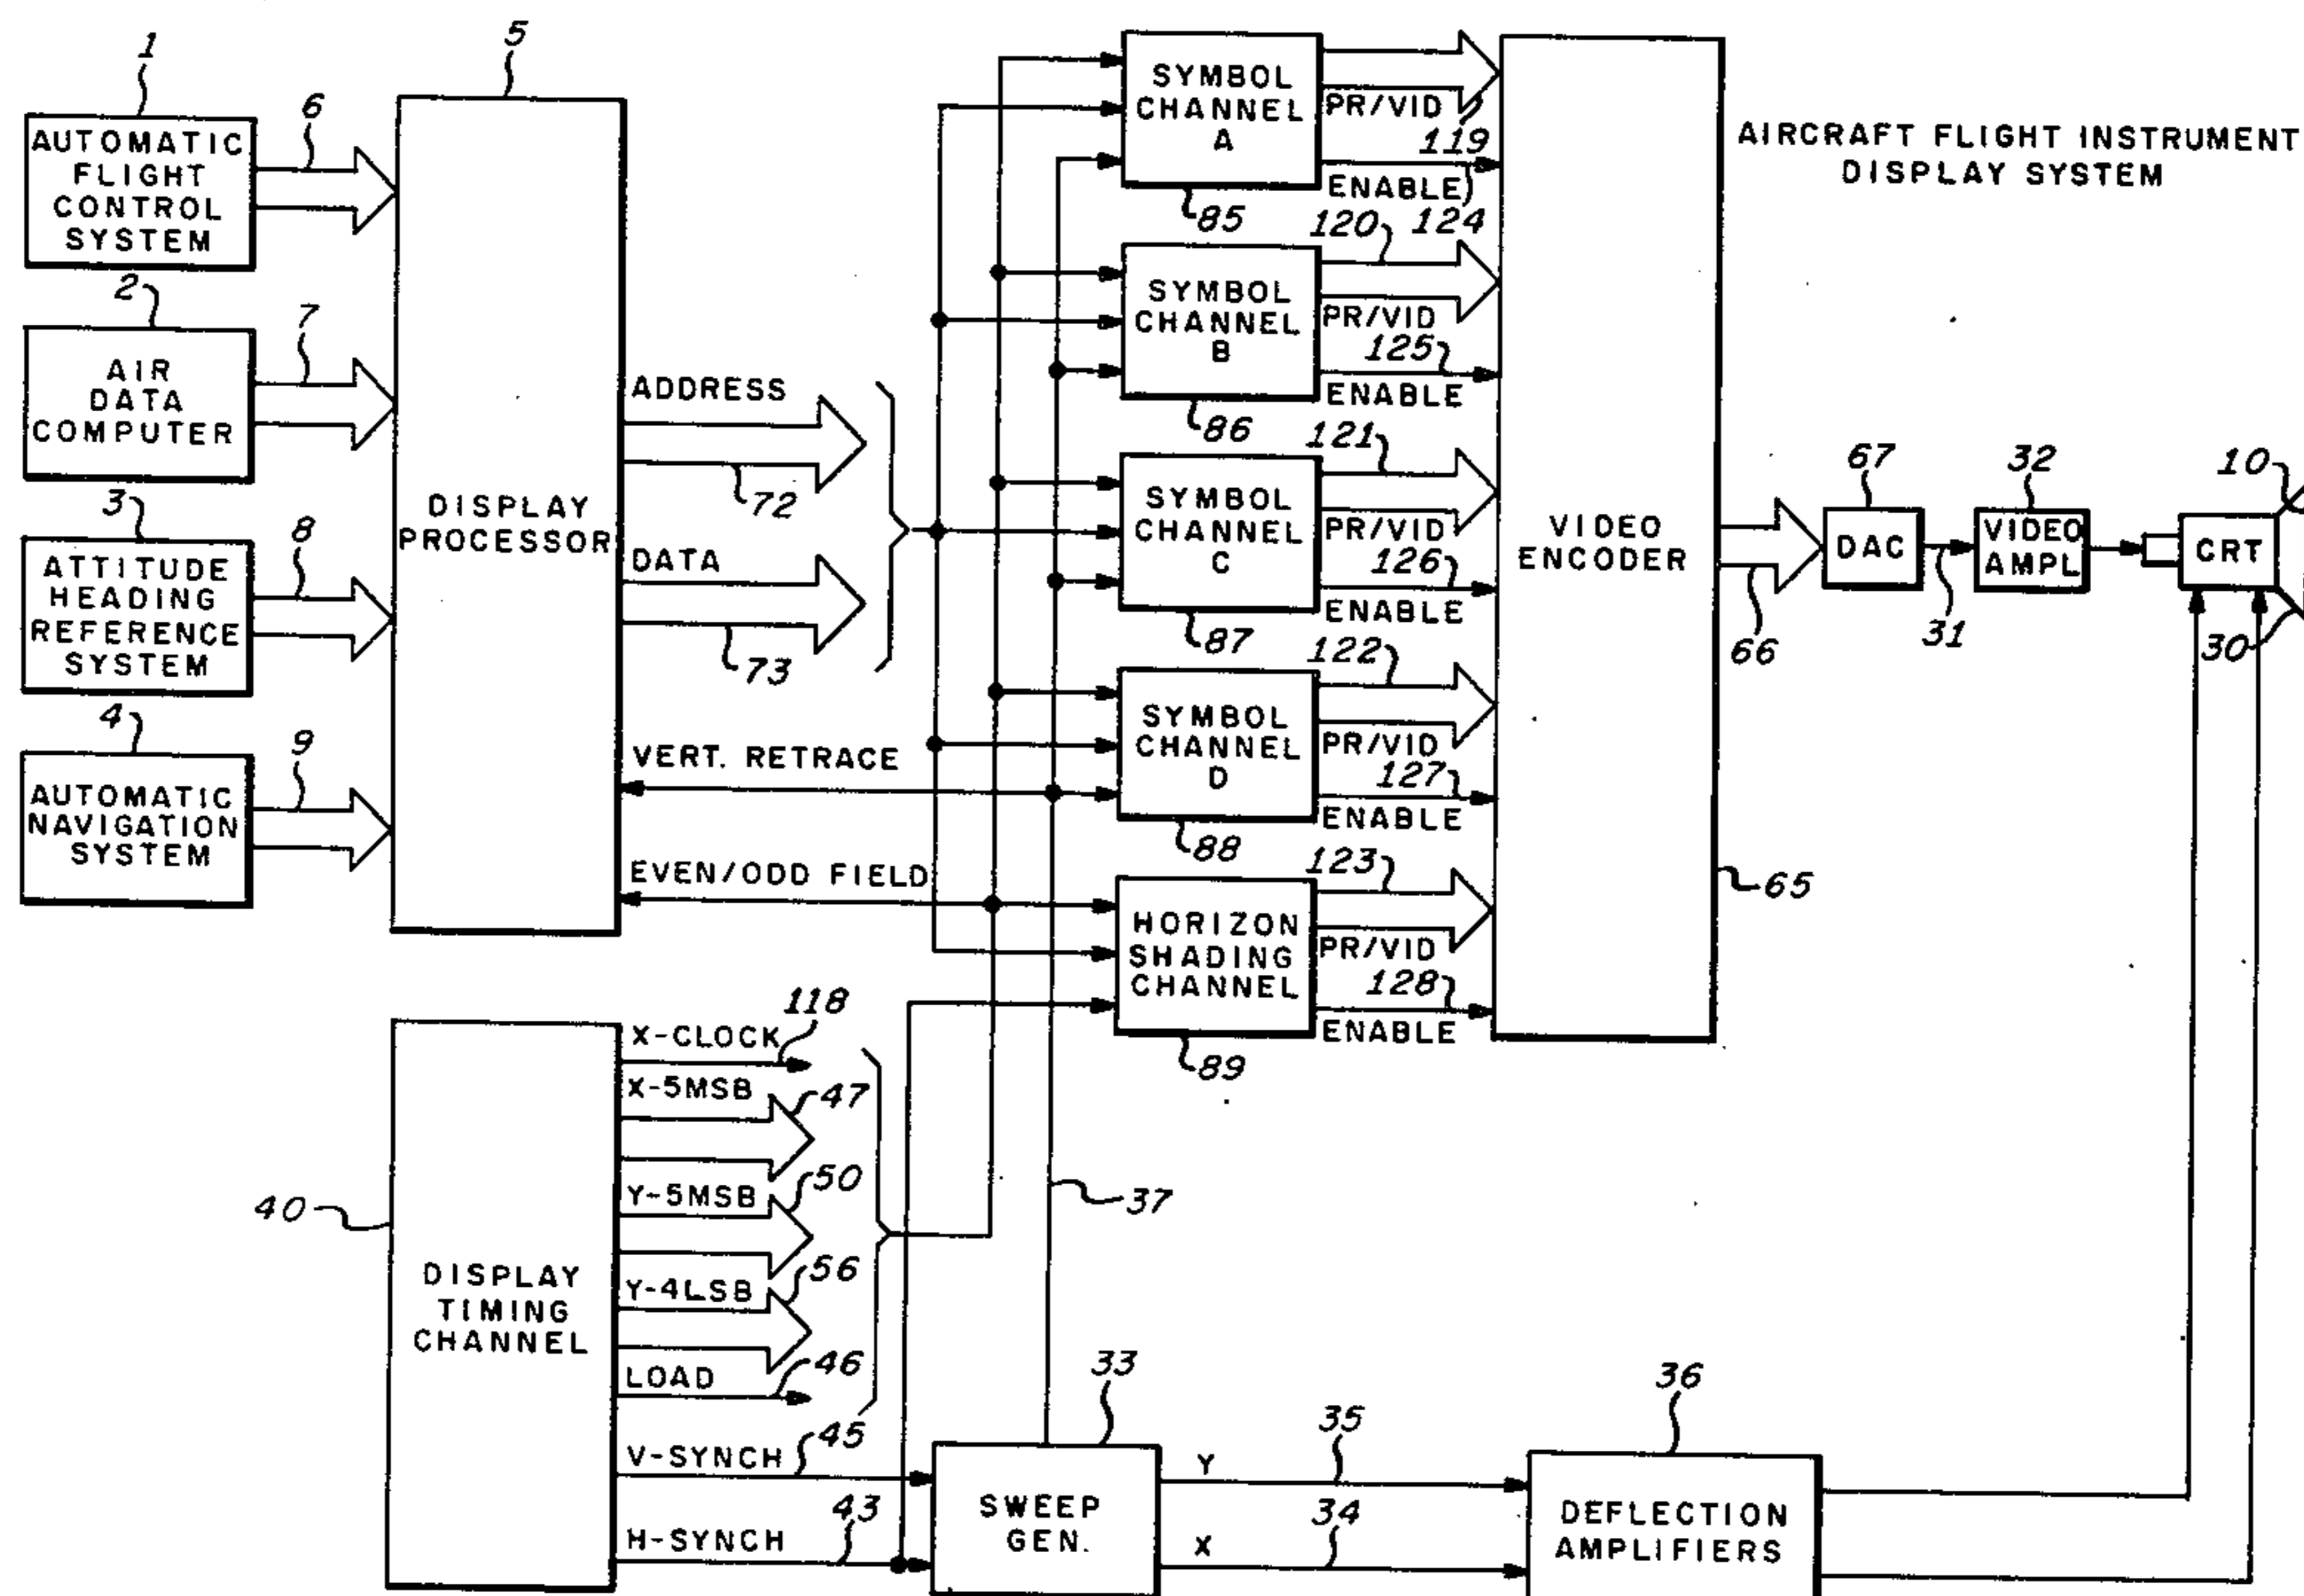 1
5
6
AUTOMATIC
FLIGHT
CONTROL
SYSTEM
2
7
AIR
DATA
COMPUTER
3
8
ATTITUDE
HEADING
REFERENCE
SYSTEM
4
9
AUTOMATIC
NAVIGATION
SYSTEM
DISPLAY
PROCESSOR
ADDRESS
72
DATA
73
VERT. RETRACE
EVEN/ODD FIELD
SYMBOL
CHANNEL
A
PR/VID
119
ENABLE
124
85
120
SYMBOL
CHANNEL
B
PR/VID
125
ENABLE
86
121
SYMBOL
CHANNEL
C
PR/VID
126
ENABLE
87
122
SYMBOL
CHANNEL
D
PR/VID
127
ENABLE
88
123
HORIZON
SHADING
CHANNEL
PR/VID
128
ENABLE
89
VIDEO
ENCODER
65
AIRCRAFT FLIGHT INSTRUMENT
DISPLAY SYSTEM
67
DAC
66
31
32
VIDEO
AMPL
10
CRT
30
40
DISPLAY
TIMING
CHANNEL
X-CLOCK
118
X-5MSB
47
Y-5MSB
50
Y-4LSB
56
LOAD
46
V-SYNCH
45
H-SYNCH
43
37
33
SWEEP
GEN.
Y
35
X
34
36
DEFLECTION
AMPLIFIERS